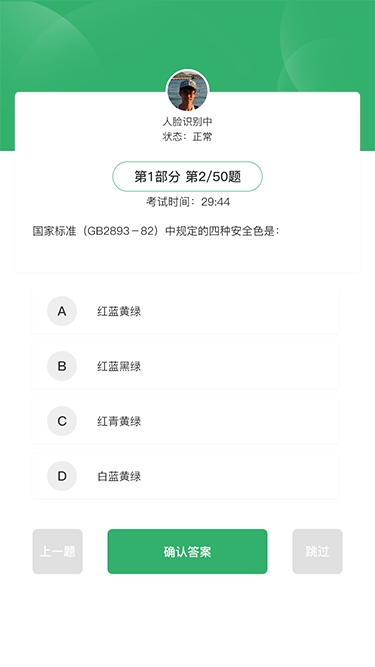 人脸识别中
状态：正常
第1部分 第2/50题
考试时间：29:44
国家标准（GB2893－82）中规定的四种安全色是：
A 红蓝黄绿
B 红蓝黑绿
C 红青黄绿
D 白蓝黄绿
上一题 确认答案 跳过